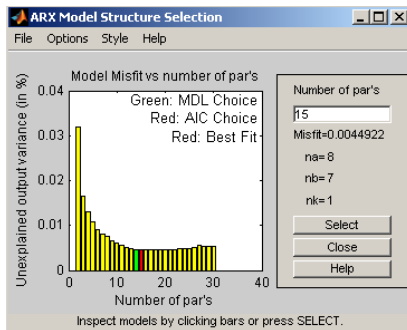 ARX Model Structure Selection
File Options Style Help
Model Misfit vs number of par's
Unexplained output variance (in %)
0.04
0.03
0.02
0.01
0
0 10 20 30 40
Number of par's
Green: MDL Choice
Red: AIC Choice
Red: Best Fit
Number of par's
15
Misfit=0.0044922
na= 8
nb= 7
nk= 1
Select
Close
Help
Inspect models by clicking bars or press SELECT.